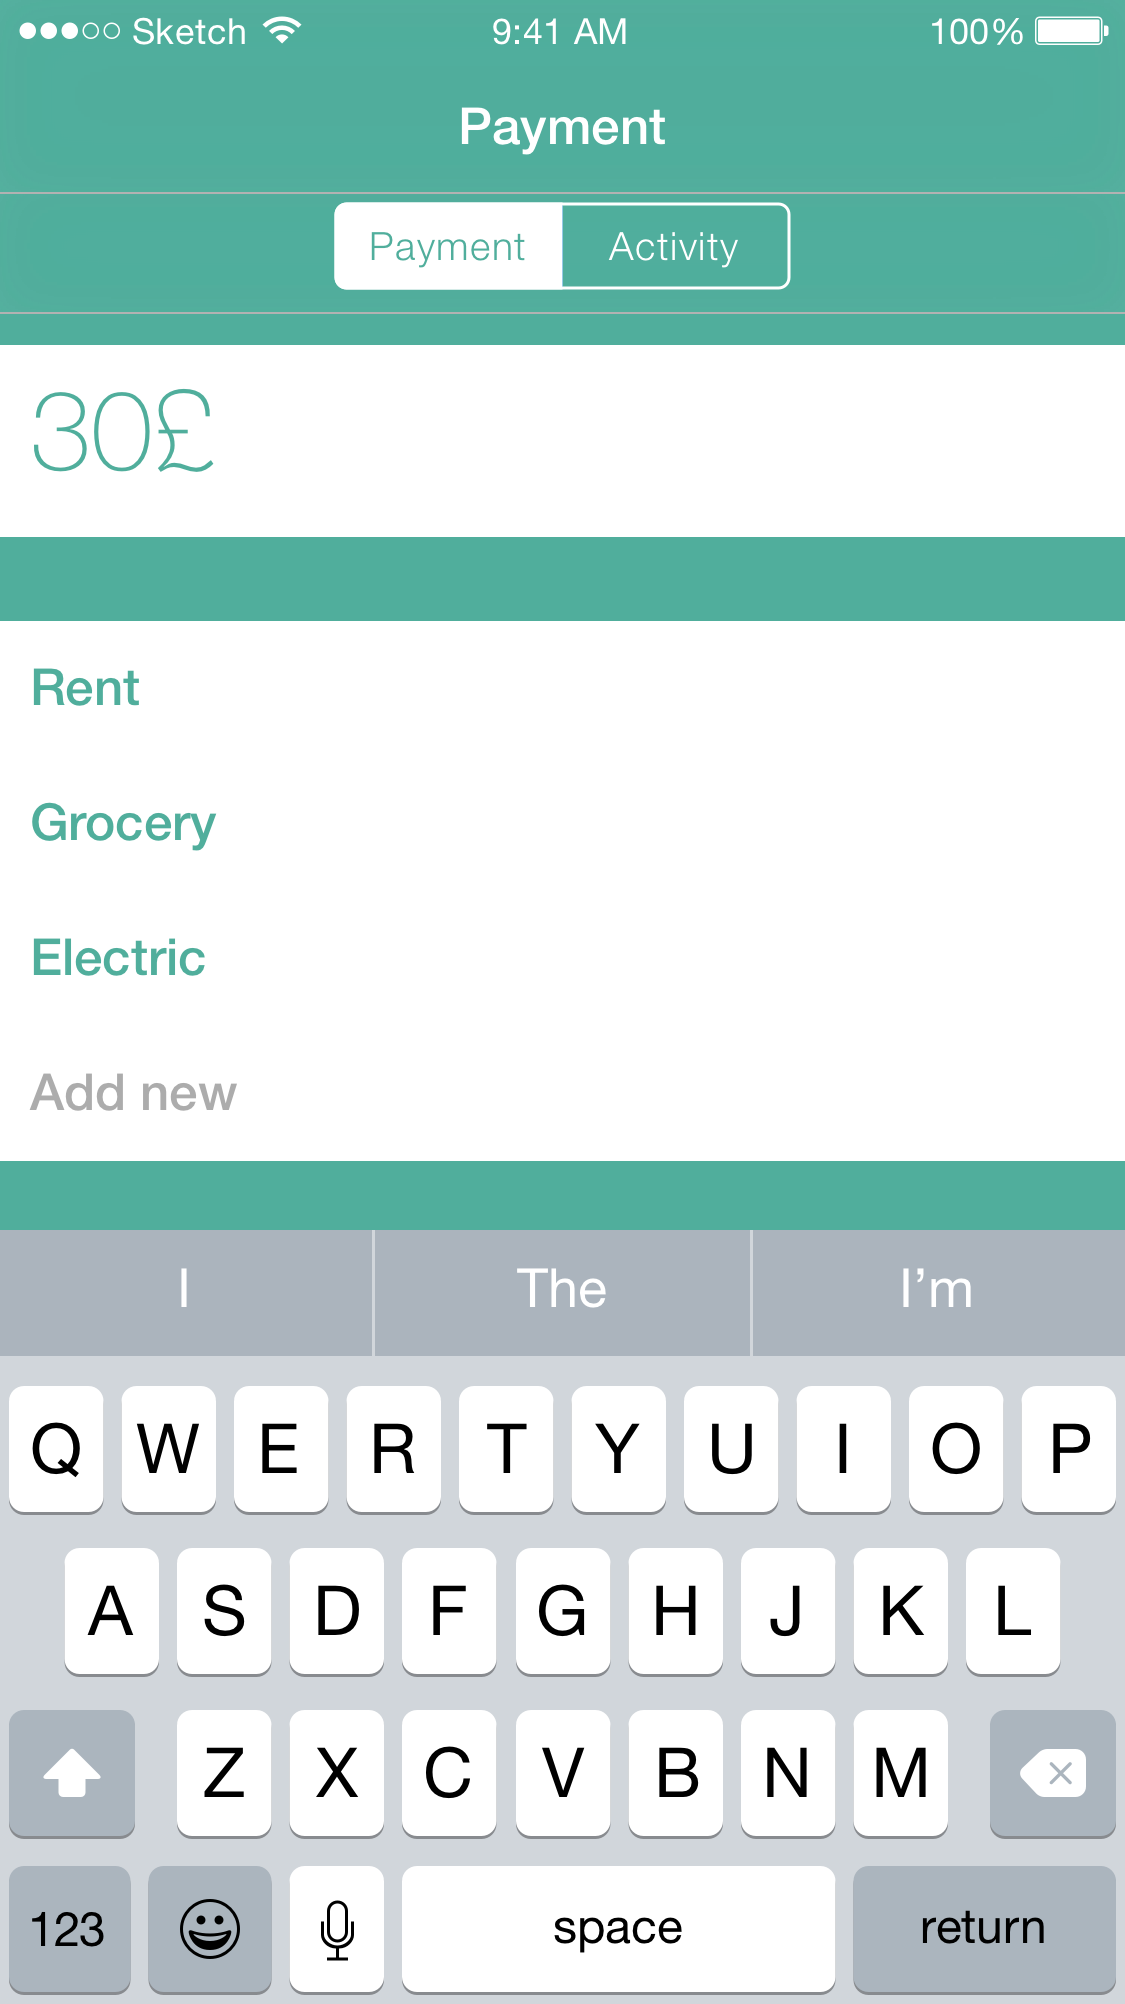 Sketch 9:41 AM 100%
Payment
Payment Activity
30£
Rent
Grocery
Electric
Add new
I The I’m
Q W E R T Y U I O P
A S D F G H J K L
Z X C V B N M
123 space return